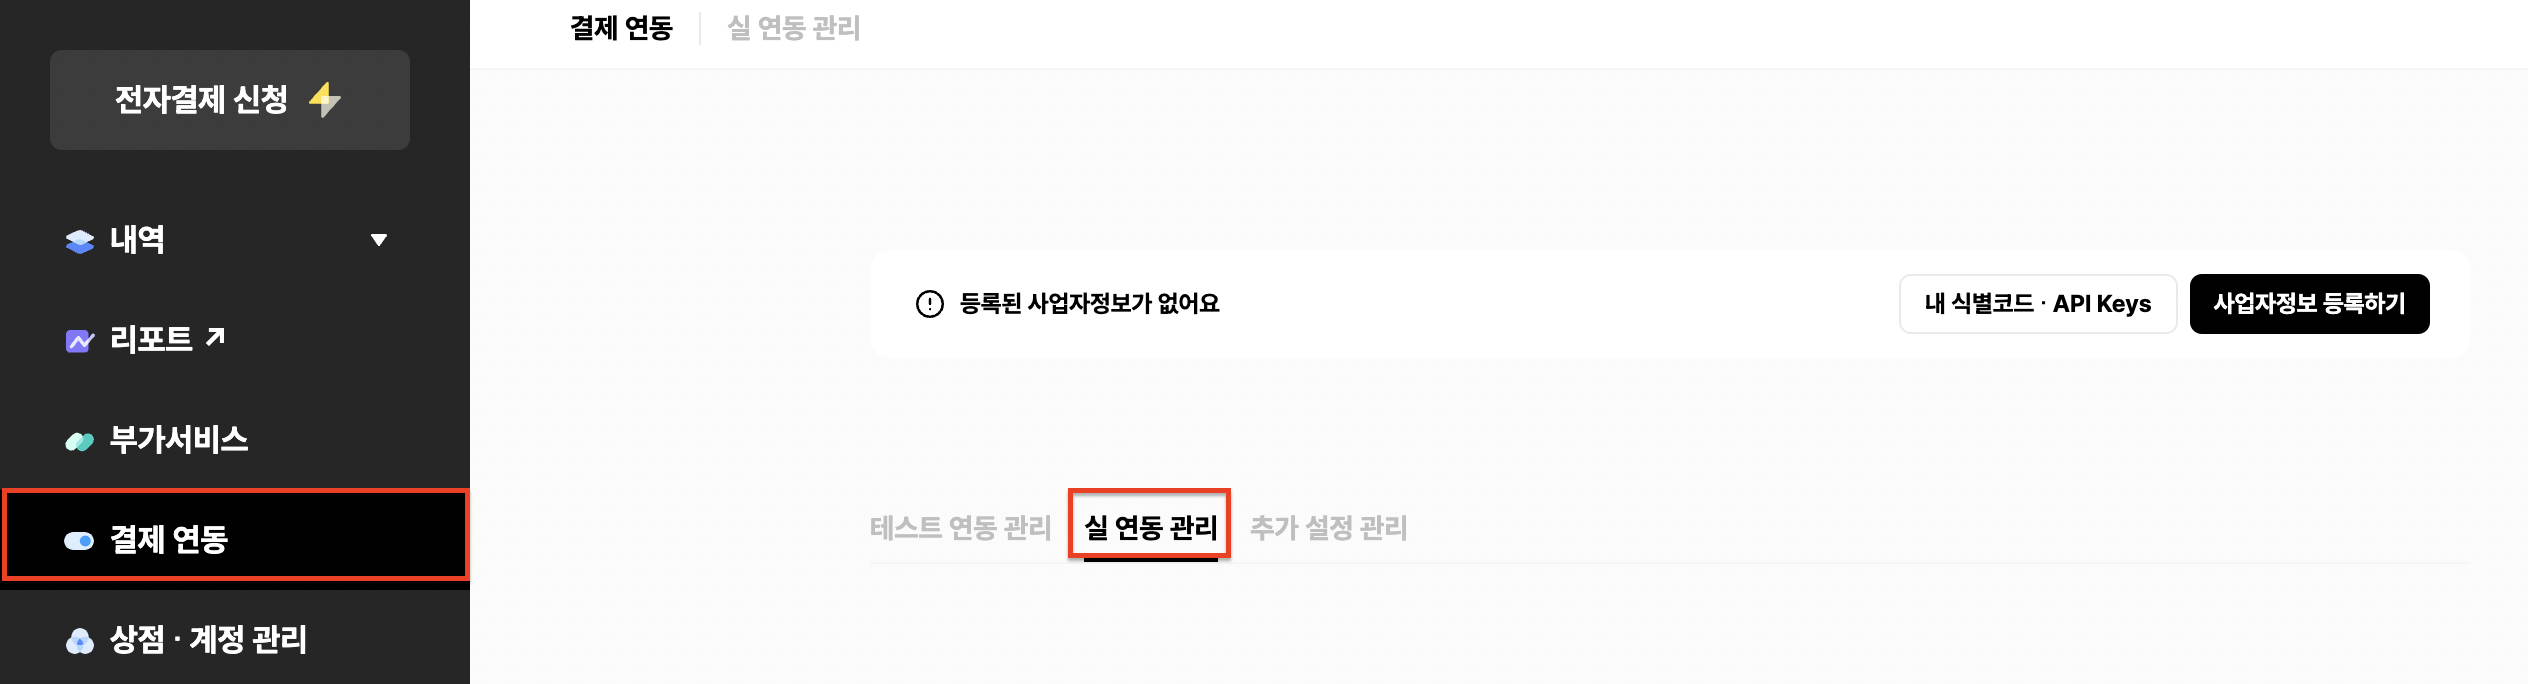 전자결제 신청
내역
리포트
부가서비스
결제 연동
상점 · 계정 관리
결제 연동 실 연동 관리
등록된 사업자정보가 없어요
내 식별코드 · API Keys
사업자정보 등록하기
테스트 연동 관리 실 연동 관리 추가 설정 관리